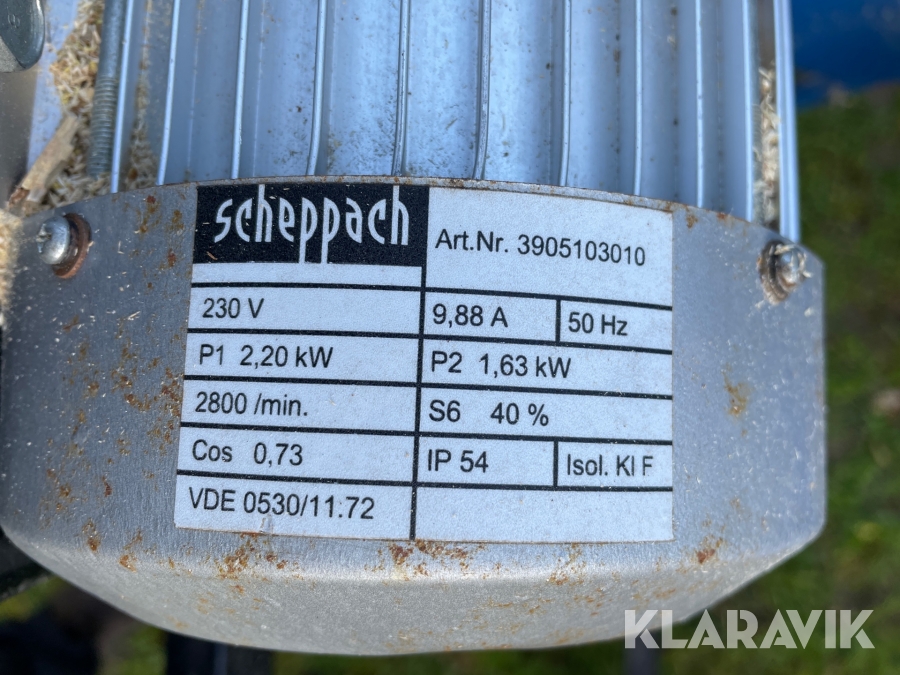 scheppach
Art.Nr. 3905103010
230 V
9,88 A
50 Hz
P1 2,20 kW
P2 1,63 kW
2800 /min.
S6 40 %
Cos 0,73
IP 54
Isol. Kl F
VDE 0530/11.72
KLARAVIK